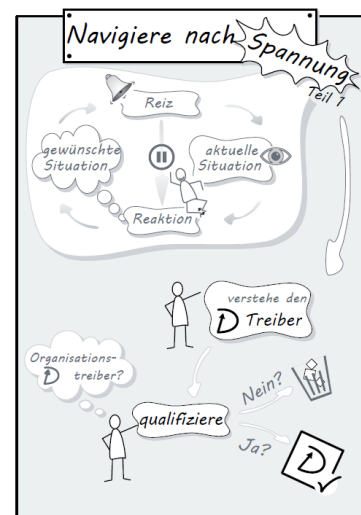 Navigiere nach
Spannung
Teil 1
Reiz
gewünschte
Situation
aktuelle
Situation
Reaktion
verstehe den
Treiber
Organisations-
treiber?
qualifiziere
Nein?
Ja?